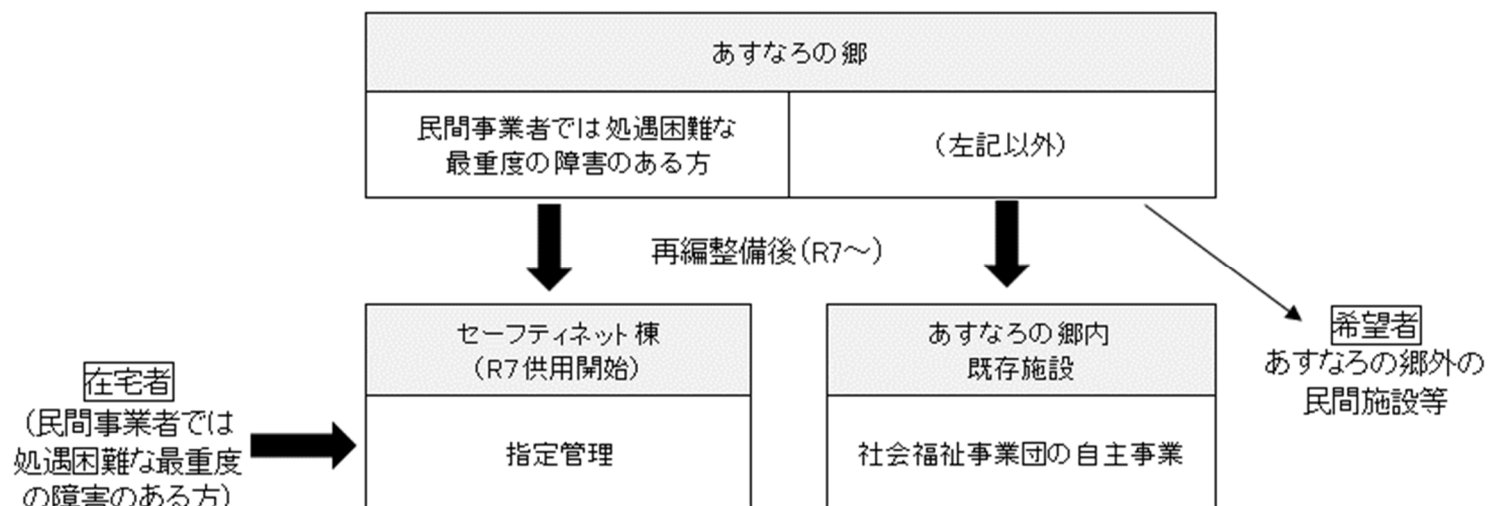 あすなろの郷
民間事業者では処遇困難な
最重度の障害のある方
（左記以外）
再編整備後（R7～）
セーフティネット棟
（R7供用開始）
指定管理
あすなろの郷内
既存施設
社会福祉事業団の自主事業
希望者
あすなろの郷外の
民間施設等
在宅者
（民間事業者では
処遇困難な最重度
の障害のある方）